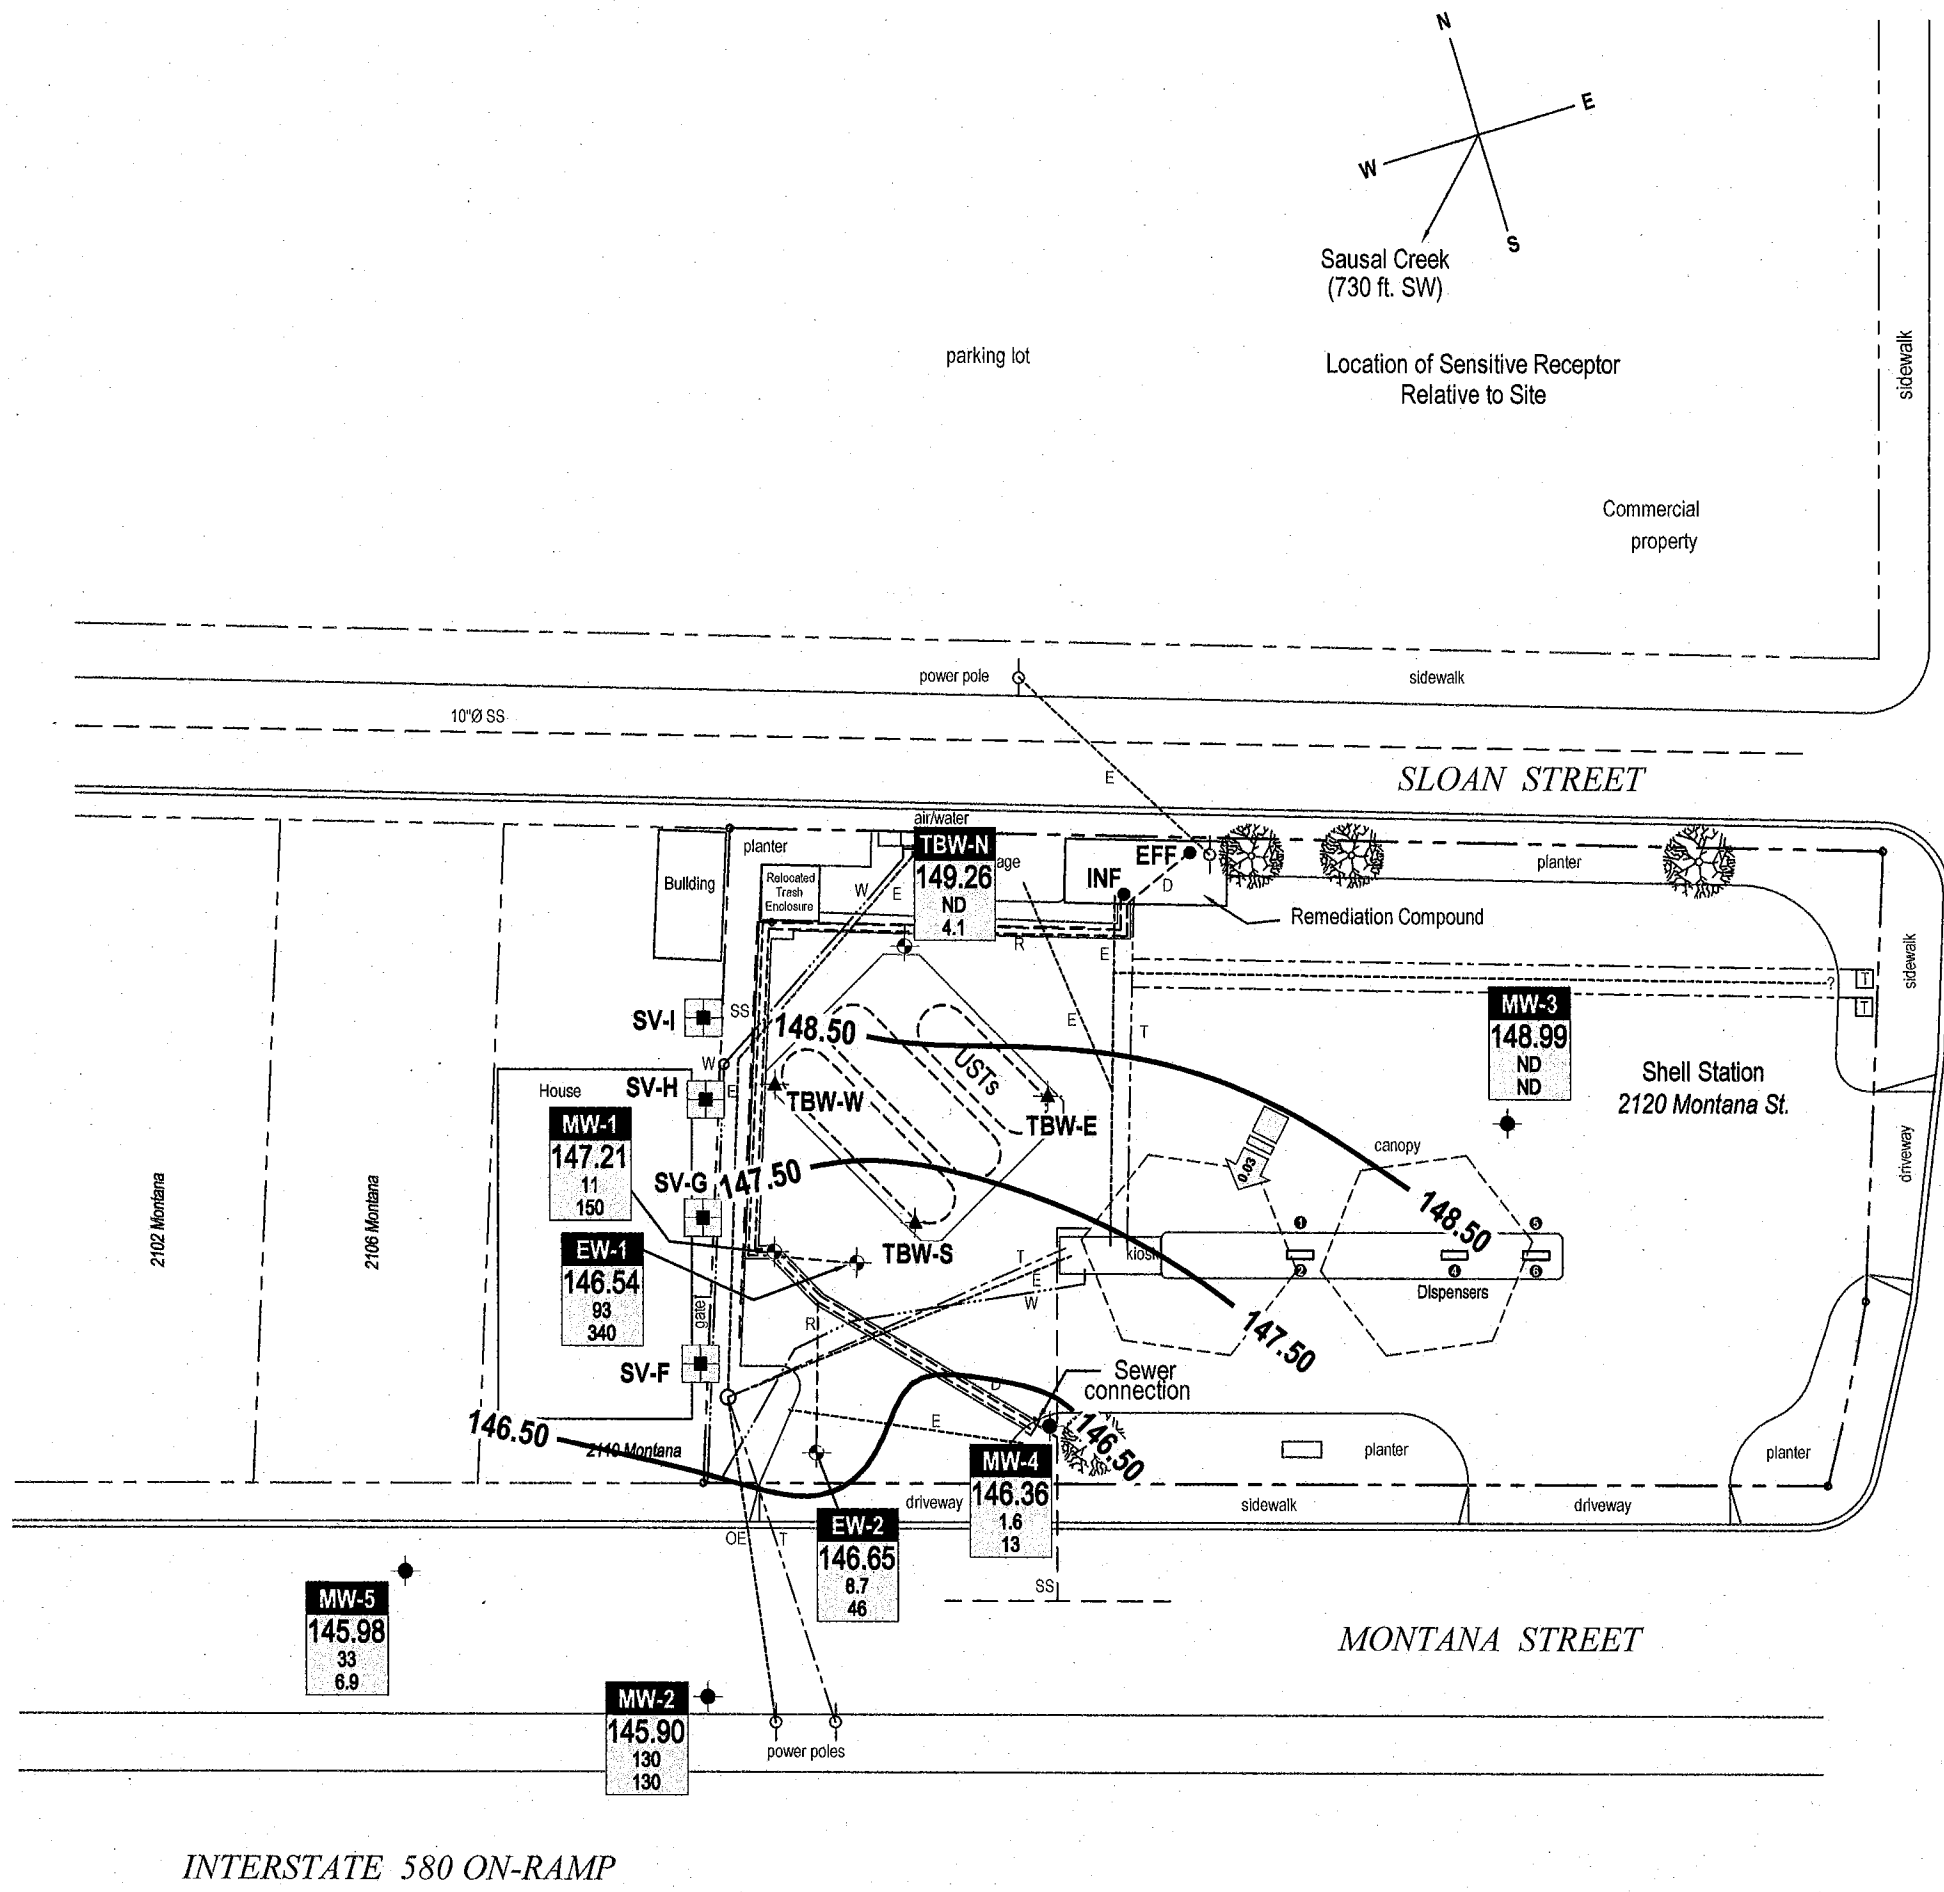 N
E
W
S
Sausal Creek
(730 ft. SW)
parking lot
Location of Sensitive Receptor
Relative to Site
sidewalk
Commercial
property
power pole
sidewalk
10"Ø SS
E
SLOAN STREET
air/water
planter
TBW-N
149.26
ND
4.1
age
EFF
INF
D
planter
Building
Relocated
Trash
Enclosure
W
E
Remediation Compound
R
E
sidewalk
?
T
T
SV-I
SS
148.50
E
T
MW-3
148.99
ND
ND
USTs
W
SV-H
E
House
TBW-W
TBW-E
Shell Station
2120 Montana St.
MW-1
147.21
11
150
canopy
driveway
0.03
2102 Montana
2106 Montana
SV-G
147.50
148.50
EW-1
146.54
93
340
TBW-S
T
E
W
kiosk
1
2
4
5
6
Dispensers
gate
R
147.50
SV-F
Sewer
connection
D
146.50
2110 Montana
E
146.50
planter
planter
MW-4
146.36
1.6
13
driveway
sidewalk
driveway
OE
T
EW-2
146.65
8.7
46
SS
MW-5
145.98
33
6.9
MONTANA STREET
MW-2
145.90
130
130
power poles
INTERSTATE 580 ON-RAMP